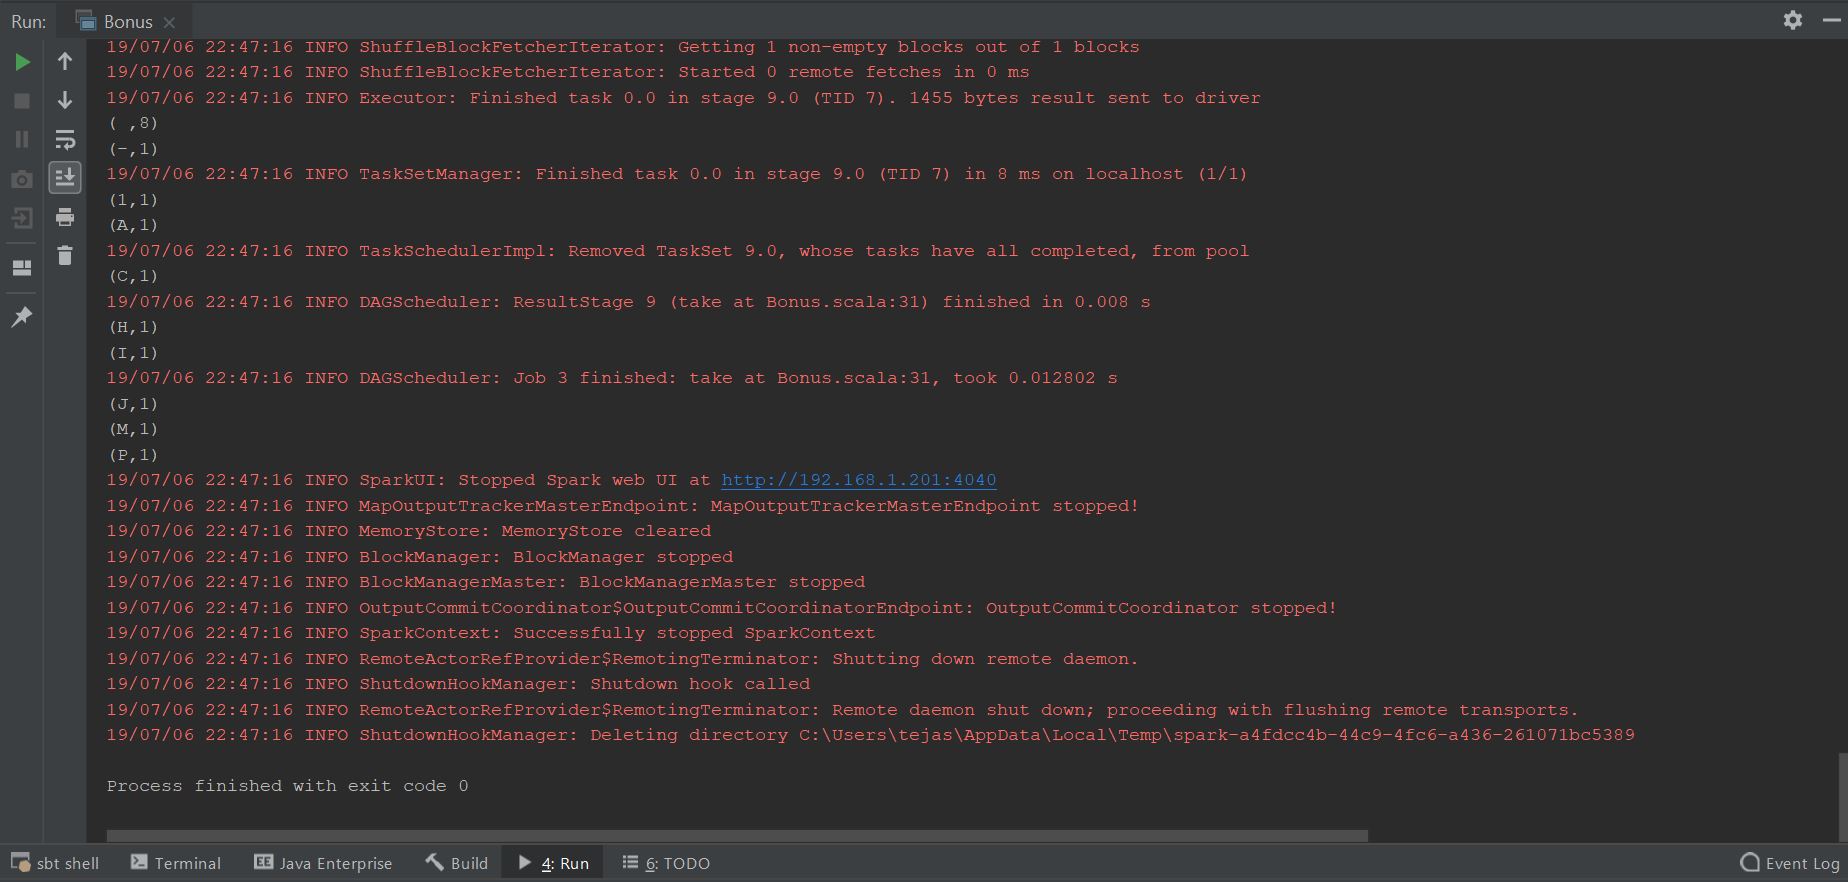 Run: Bonus
19/07/06 22:47:16 INFO ShuffleBlockFetcherIterator: Getting 1 non-empty blocks out of 1 blocks
19/07/06 22:47:16 INFO ShuffleBlockFetcherIterator: Started 0 remote fetches in 0 ms
19/07/06 22:47:16 INFO Executor: Finished task 0.0 in stage 9.0 (TID 7). 1455 bytes result sent to driver
( ,8)
(-,1)
19/07/06 22:47:16 INFO TaskSetManager: Finished task 0.0 in stage 9.0 (TID 7) in 8 ms on localhost (1/1)
(1,1)
(A,1)
19/07/06 22:47:16 INFO TaskSchedulerImpl: Removed TaskSet 9.0, whose tasks have all completed, from pool
(C,1)
19/07/06 22:47:16 INFO DAGScheduler: ResultStage 9 (take at Bonus.scala:31) finished in 0.008 s
(H,1)
(I,1)
19/07/06 22:47:16 INFO DAGScheduler: Job 3 finished: take at Bonus.scala:31, took 0.012802 s
(J,1)
(M,1)
(P,1)
19/07/06 22:47:16 INFO SparkUI: Stopped Spark web UI at http://192.168.1.201:4040
19/07/06 22:47:16 INFO MapOutputTrackerMasterEndpoint: MapOutputTrackerMasterEndpoint stopped!
19/07/06 22:47:16 INFO MemoryStore: MemoryStore cleared
19/07/06 22:47:16 INFO BlockManager: BlockManager stopped
19/07/06 22:47:16 INFO BlockManagerMaster: BlockManagerMaster stopped
19/07/06 22:47:16 INFO OutputCommitCoordinator$OutputCommitCoordinatorEndpoint: OutputCommitCoordinator stopped!
19/07/06 22:47:16 INFO SparkContext: Successfully stopped SparkContext
19/07/06 22:47:16 INFO RemoteActorRefProvider$RemotingTerminator: Shutting down remote daemon.
19/07/06 22:47:16 INFO ShutdownHookManager: Shutdown hook called
19/07/06 22:47:16 INFO RemoteActorRefProvider$RemotingTerminator: Remote daemon shut down; proceeding with flushing remote transports.
19/07/06 22:47:16 INFO ShutdownHookManager: Deleting directory C:\Users\tejas\AppData\Local\Temp\spark-a4fdcc4b-44c9-4fc6-a436-261071bc5389
Process finished with exit code 0
sbt shell Terminal Java Enterprise Build 4: Run 6: TODO Event Log